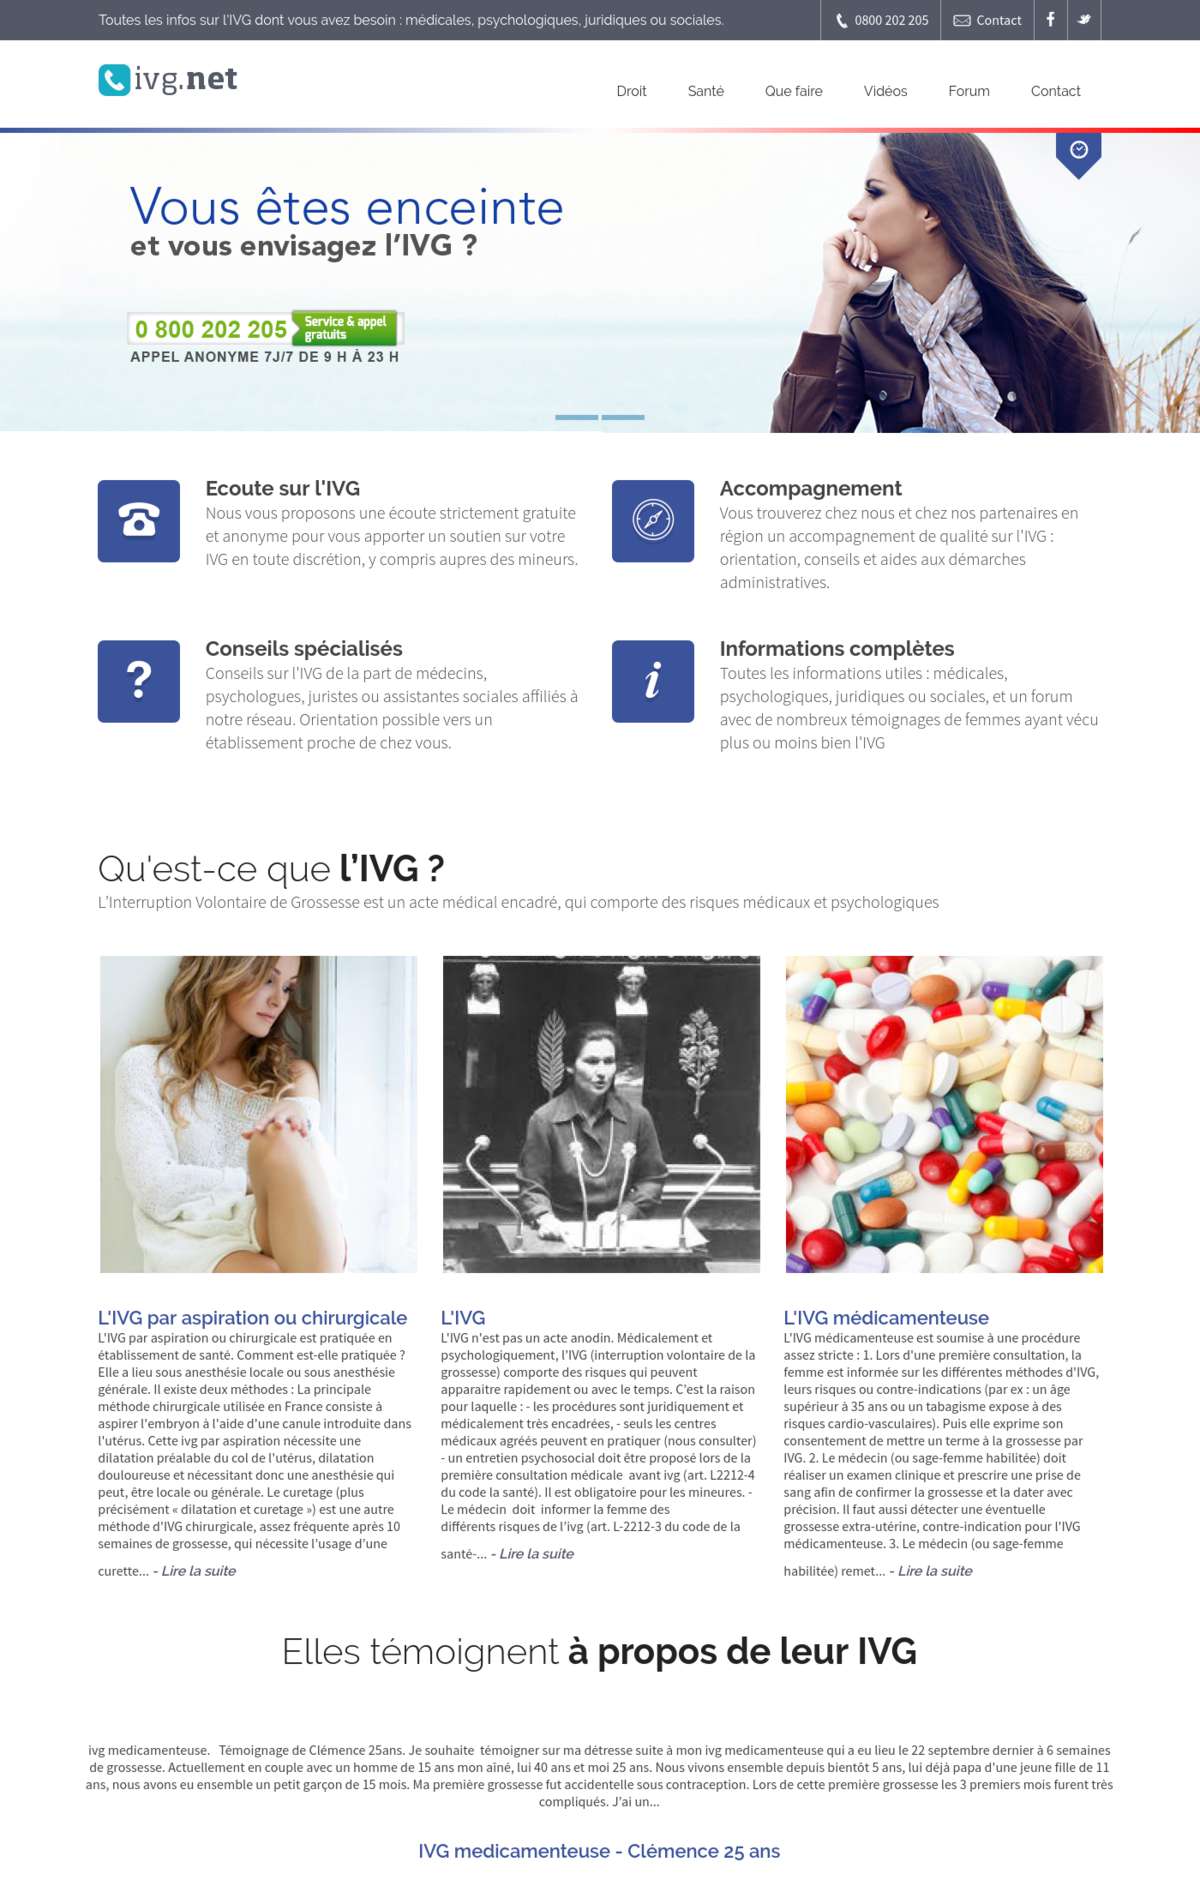 Toutes les infos sur l'IVG dont vous avez besoin : médicales, psychologiques, juridiques ou sociales.
0800 202 205
Contact
ivg.net
Droit
Santé
Que faire
Vidéos
Forum
Contact
Vous êtes enceinte
et vous envisagez l'IVG ?
0 800 202 205 Service & appel
gratuits
APPEL ANONYME 7J/7 DE 9 H À 23 H
Ecoute sur l'IVG
Nous vous proposons une écoute strictement gratuite
et anonyme pour vous apporter un soutien sur votre
IVG en toute discrétion, y compris aupres des mineurs.
Accompagnement
Vous trouverez chez nous et chez nos partenaires en
région un accompagnement de qualité sur l'IVG :
orientation, conseils et aides aux démarches
administratives.
Conseils spécialisés
Conseils sur l'IVG de la part de médecins,
psychologues, juristes ou assistantes sociales affiliés à
notre réseau. Orientation possible vers un
établissement proche de chez vous.
Informations complètes
Toutes les informations utiles : médicales,
psychologiques, juridiques ou sociales, et un forum
avec de nombreux témoignages de femmes ayant vécu
plus ou moins bien l'IVG
Qu'est-ce que l'IVG ?
L'Interruption Volontaire de Grossesse est un acte médical encadré, qui comporte des risques médicaux et psychologiques
L'IVG par aspiration ou chirurgicale
L'IVG par aspiration ou chirurgicale est pratiquée en
établissement de santé. Comment est-elle pratiquée ?
Elle a lieu sous anesthésie locale ou sous anesthésie
générale. Il existe deux méthodes : La principale
méthode chirurgicale utilisée en France consiste à
aspirer l'embryon à l'aide d'une canule introduite dans
l'utérus. Cette ivg par aspiration nécessite une
dilatation préalable du col de l'utérus, dilatation
douloureuse et nécessitant donc une anesthésie qui
peut, être locale ou générale. Le curetage (plus
précisément « dilatation et curetage ») est une autre
méthode d'IVG chirurgicale, assez fréquente après 10
semaines de grossesse, qui nécessite l'usage d'une
curette... - Lire la suite
L'IVG
L'IVG n'est pas un acte anodin. Médicalement et
psychologiquement, l'IVG (interruption volontaire de la
grossesse) comporte des risques qui peuvent
apparaitre rapidement ou avec le temps. C'est la raison
pour laquelle : - les procédures sont juridiquement et
médicalement très encadrées, - seuls les centres
médicaux agréés peuvent en pratiquer (nous consulter)
- un entretien psychosocial doit être proposé lors de la
première consultation médicale avant ivg (art. L2212-4
du code la santé). Il est obligatoire pour les mineures. -
Le médecin doit informer la femme des
différents risques de l'ivg (art. L-2212-3 du code de la
santé-... - Lire la suite
L'IVG médicamenteuse
L'IVG médicamenteuse est soumise à une procédure
assez stricte : 1. Lors d'une première consultation, la
femme est informée sur les différentes méthodes d'IVG,
leurs risques ou contre-indications (par ex : un âge
supérieur à 35 ans ou un tabagisme expose à des
risques cardio-vasculaires). Puis elle exprime son
consentement de mettre un terme à la grossesse par
IVG. 2. Le médecin (ou sage-femme habilitée) doit
réaliser un examen clinique et prescrire une prise de
sang afin de confirmer la grossesse et la dater avec
précision. Il faut aussi détecter une éventuelle
grossesse extra-utérine, contre-indication pour l'IVG
médicamenteuse. 3. Le médecin (ou sage-femme
habilitée) remet... - Lire la suite
Elles témoignent à propos de leur IVG
ivg medicamenteuse. Témoignage de Clémence 25ans. Je souhaite témoigner sur ma détresse suite à mon ivg medicamenteuse qui a eu lieu le 22 septembre dernier à 6 semaines
de grossesse. Actuellement en couple avec un homme de 15 ans mon aîné, lui 40 ans et moi 25 ans. Nous vivons ensemble depuis bientôt 5 ans, lui déjà papa d'une jeune fille de 11
ans, nous avons eu ensemble un petit garçon de 15 mois. Ma première grossesse fut accidentelle sous contraception. Lors de cette première grossesse les 3 premiers mois furent très
compliqués. J'ai un...
IVG medicamenteuse - Clémence 25 ans